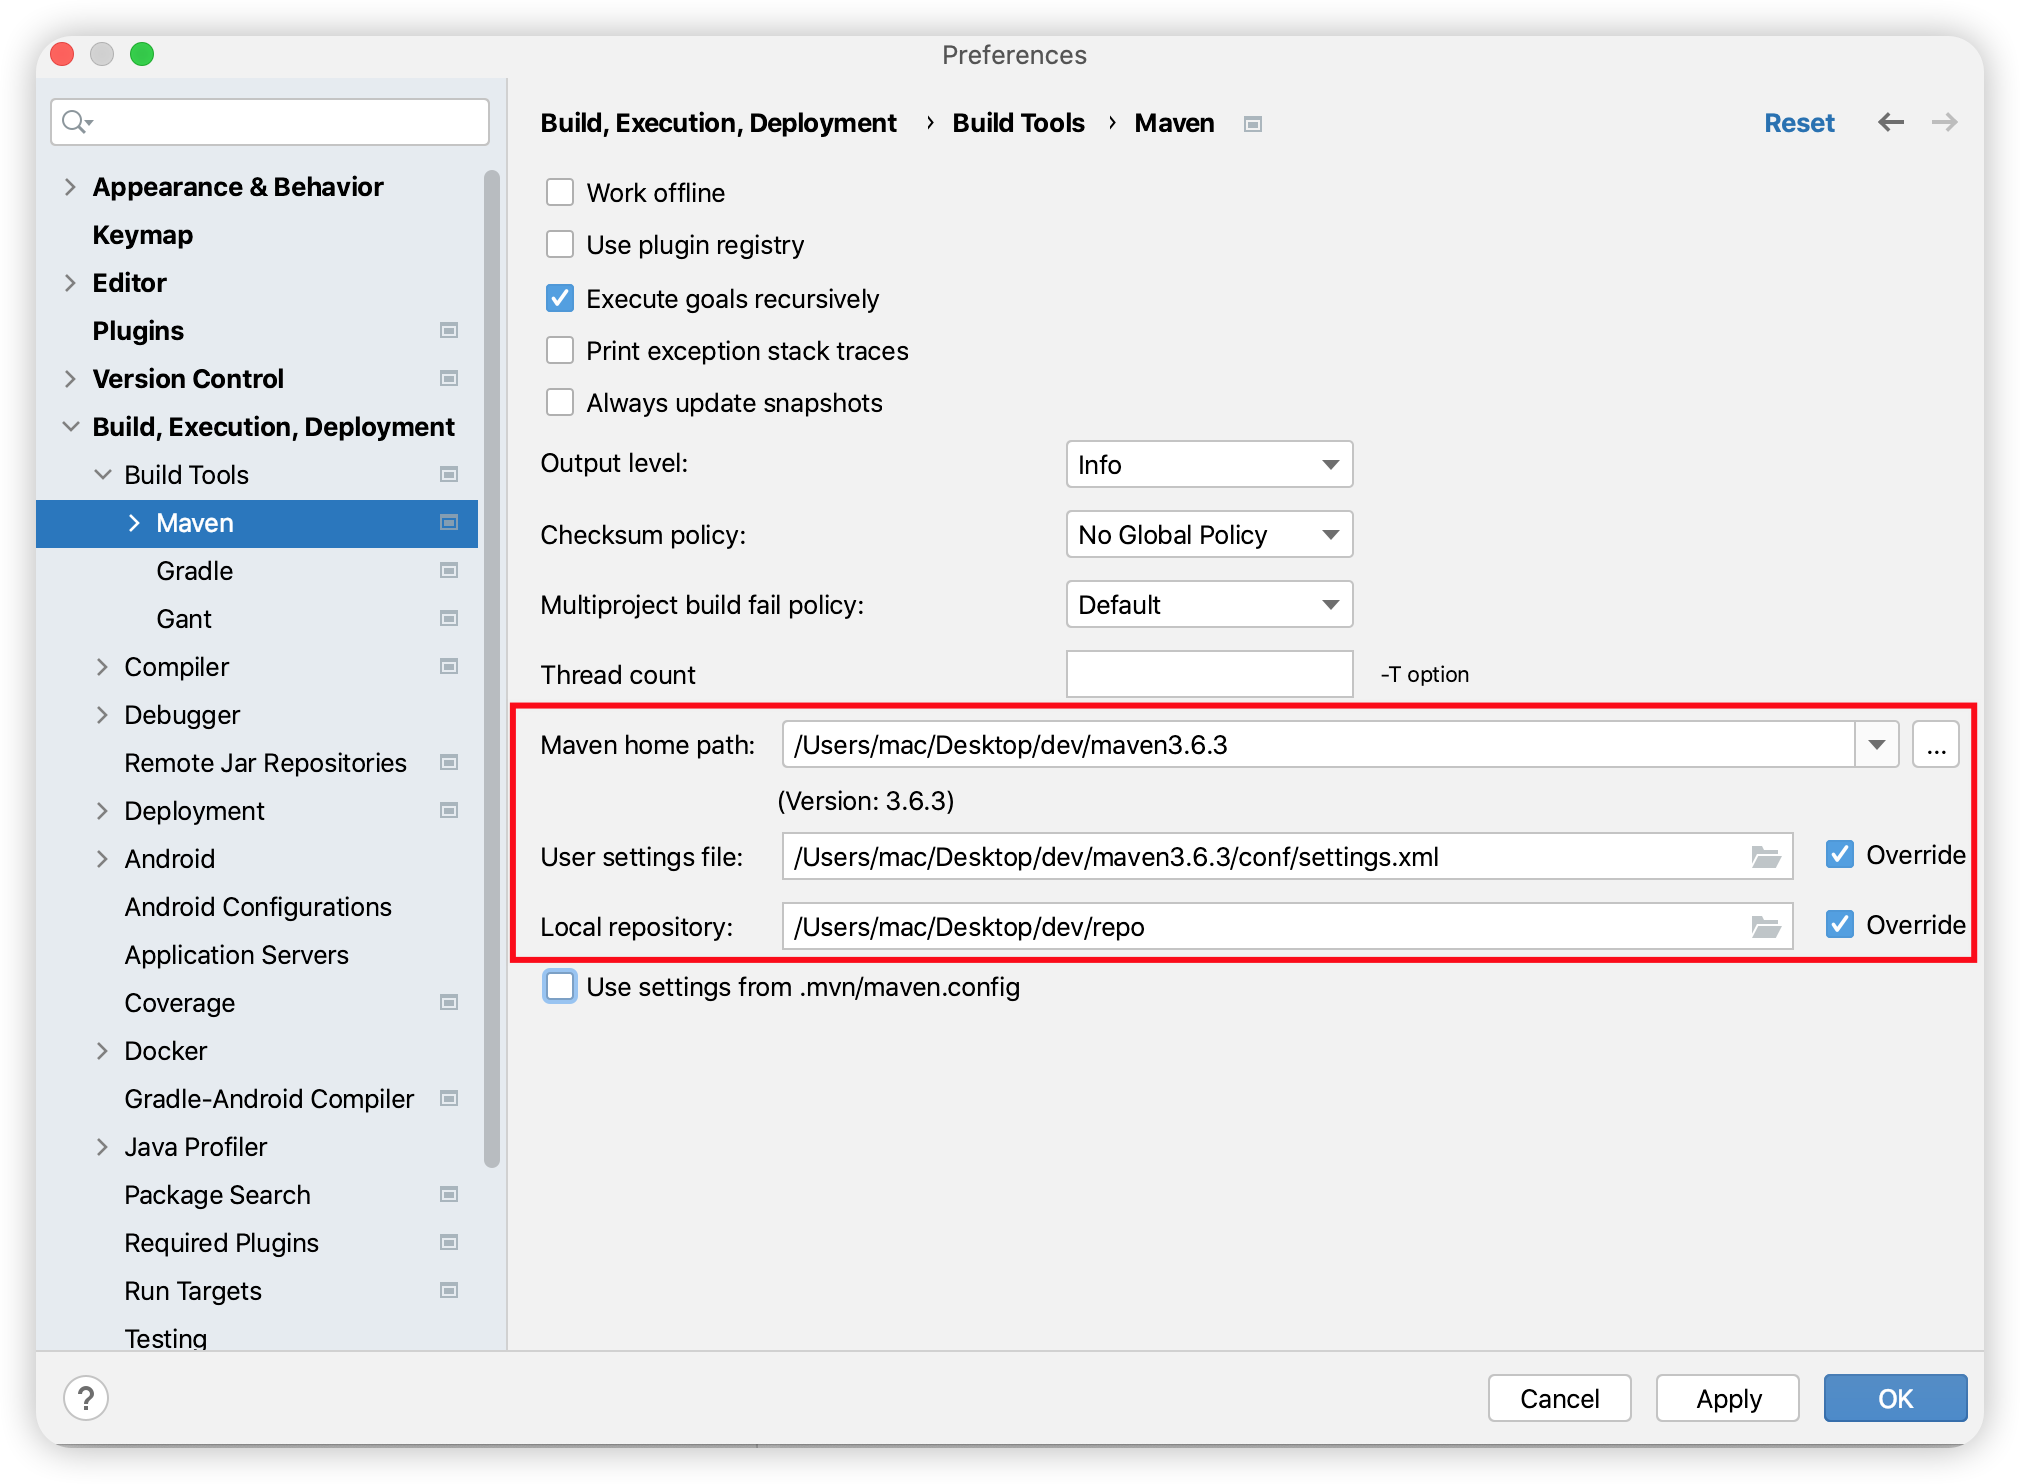 Preferences
Appearance & Behavior
Keymap
Editor
Plugins
Version Control
Build, Execution, Deployment
Build Tools
Maven
Gradle
Gant
Compiler
Debugger
Remote Jar Repositories
Deployment
Android
Android Configurations
Application Servers
Coverage
Docker
Gradle-Android Compiler
Java Profiler
Package Search
Required Plugins
Run Targets
Testing
Build, Execution, Deployment › Build Tools › Maven
Reset
Work offline
Use plugin registry
Execute goals recursively
Print exception stack traces
Always update snapshots
Output level: Info
Checksum policy: No Global Policy
Multiproject build fail policy: Default
Thread count -T option
Maven home path: /Users/mac/Desktop/dev/maven3.6.3 ...
(Version: 3.6.3)
User settings file: /Users/mac/Desktop/dev/maven3.6.3/conf/settings.xml Override
Local repository: /Users/mac/Desktop/dev/repo Override
Use settings from .mvn/maven.config
? Cancel Apply OK